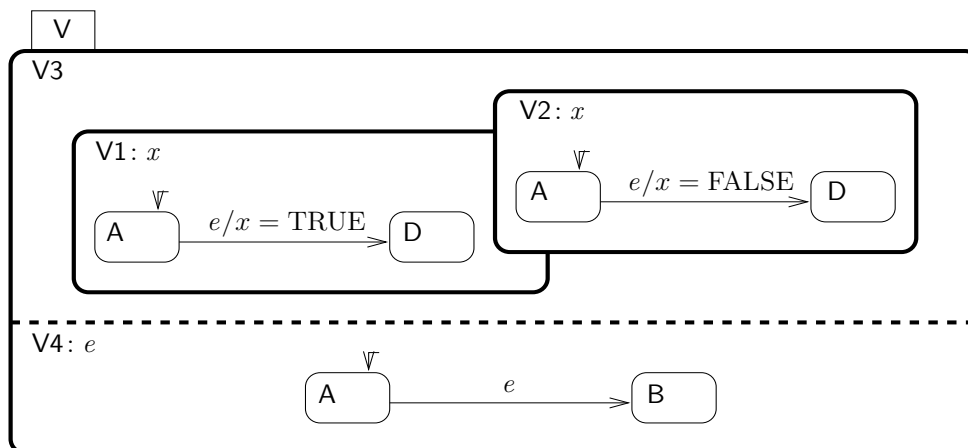 V
V3
V2: x
V1: x
A
e/x = FALSE
D
A
e/x = TRUE
D
V4: e
A
e
B